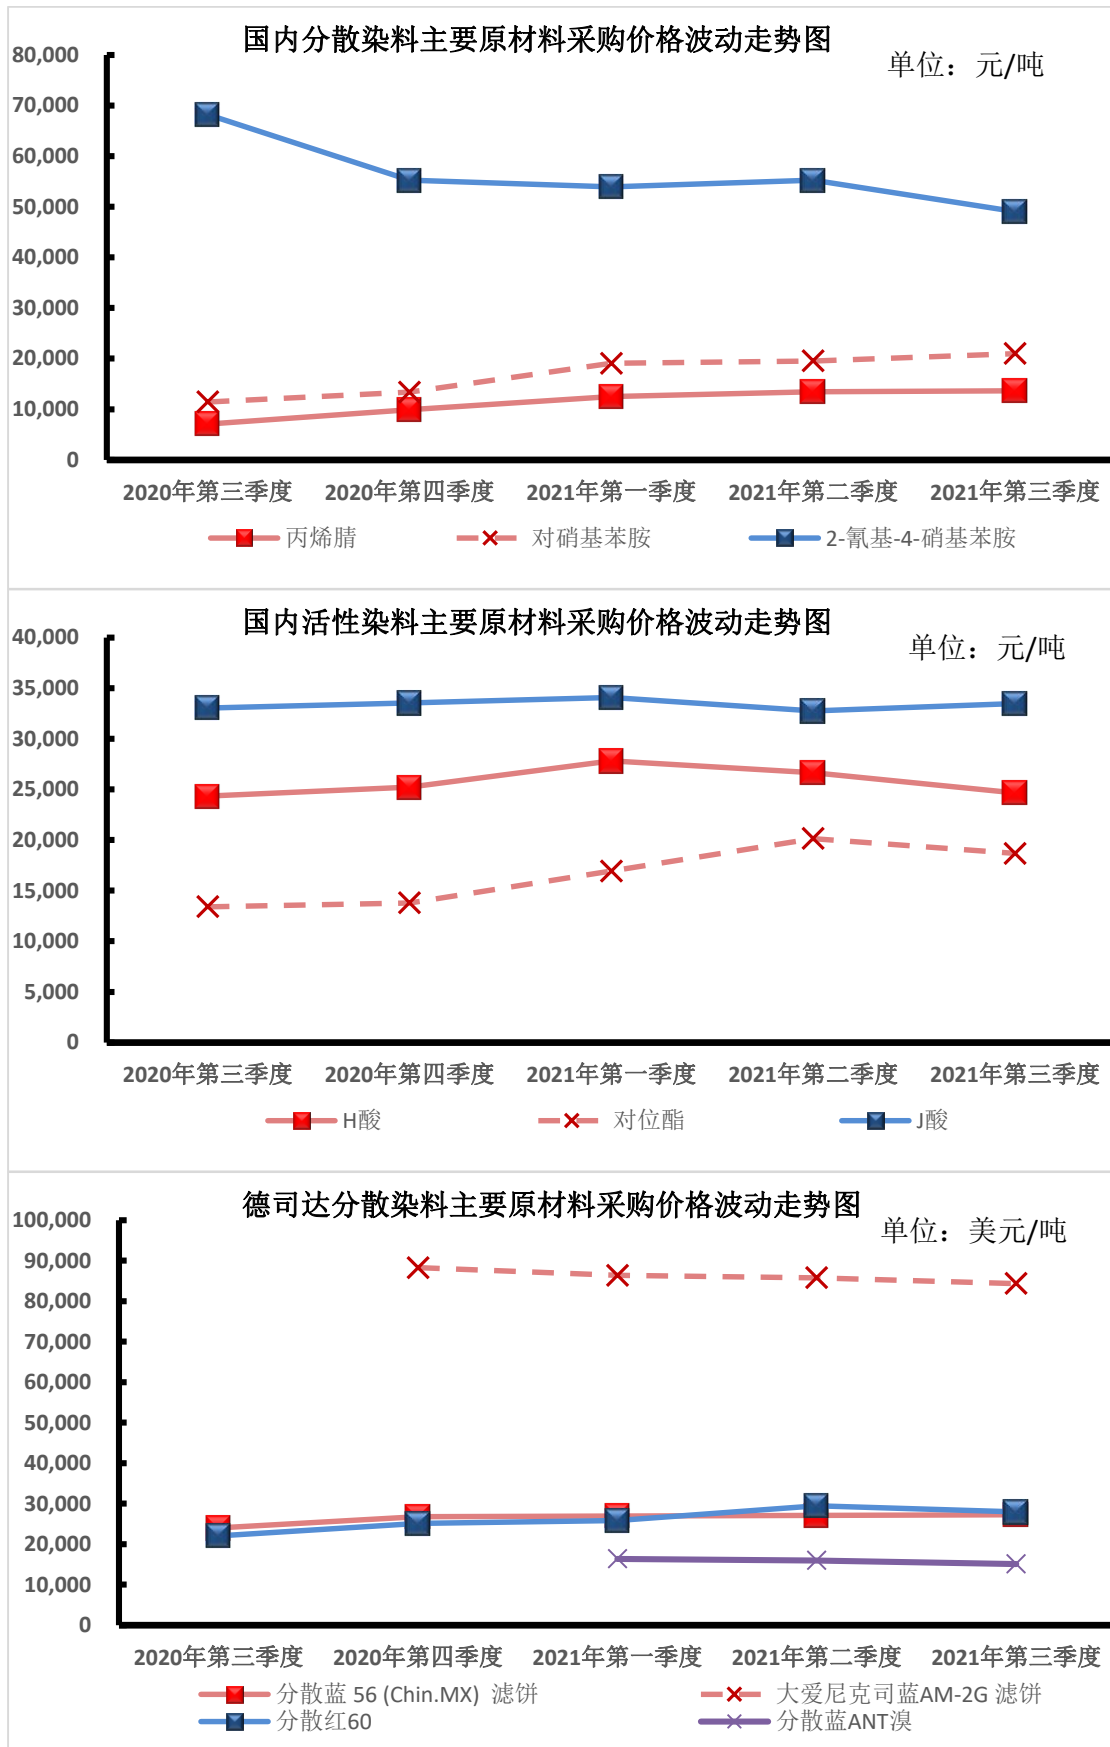 国内分散染料主要原材料采购价格波动走势图
单位：元/吨
80,000
70,000
60,000
50,000
40,000
30,000
20,000
10,000
0
2020年第三季度 2020年第四季度 2021年第一季度 2021年第二季度 2021年第三季度
丙烯腈 对硝基苯胺 2-氰基-4-硝基苯胺
国内活性染料主要原材料采购价格波动走势图
单位：元/吨
40,000
35,000
30,000
25,000
20,000
15,000
10,000
5,000
0
2020年第三季度 2020年第四季度 2021年第一季度 2021年第二季度 2021年第三季度
H酸 对位酯 J酸
德司达分散染料主要原材料采购价格波动走势图
单位：美元/吨
100,000
90,000
80,000
70,000
60,000
50,000
40,000
30,000
20,000
10,000
0
2020年第三季度 2020年第四季度 2021年第一季度 2021年第二季度 2021年第三季度
分散蓝 56 (Chin.MX) 滤饼 大爱尼克司蓝AM-2G 滤饼
分散红60 分散蓝ANT溴